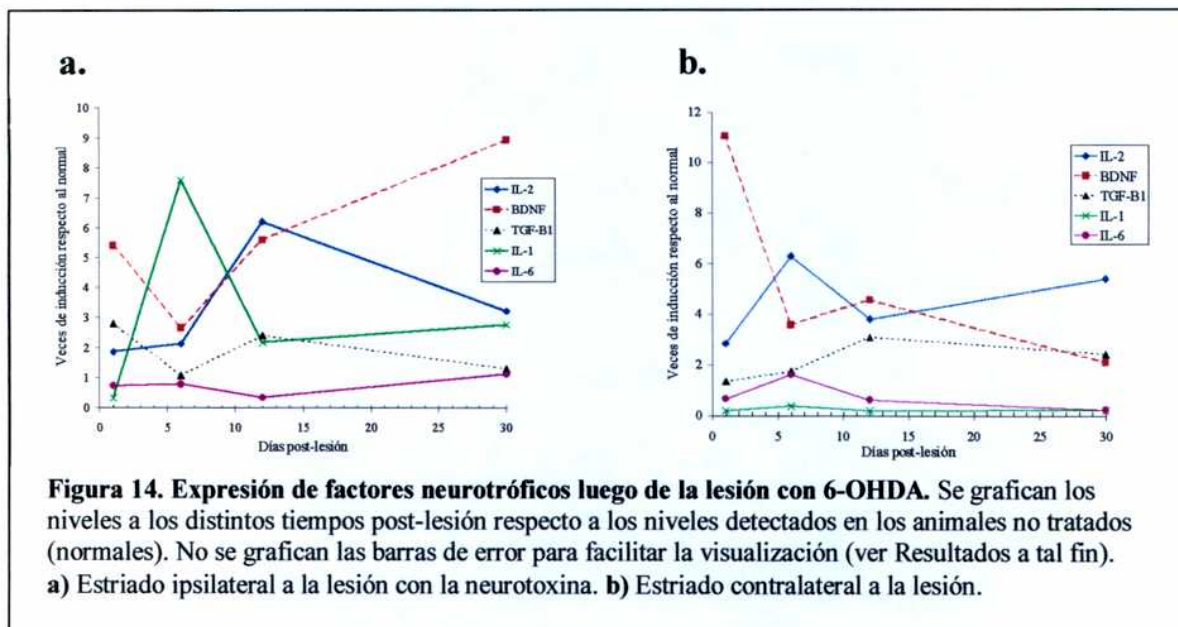 a.
10
9
8
7
6
5
4
3
2
1
0
Veces de inducción respecto al normal
0 5 10 15 20 25 30
Días post-lesión
IL-2
BDNF
TGF-B1
IL-1
IL-6
b.
12
10
8
6
4
2
0
Veces de inducción respecto al normal
0 5 10 15 20 25 30
Días post-lesión
IL-2
BDNF
TGF-B1
IL-1
IL-6
Figura 14. Expresión de factores neurotróficos luego de la lesión con 6-OHDA. Se grafican los
niveles a los distintos tiempos post-lesión respecto a los niveles detectados en los animales no tratados
(normales). No se grafican las barras de error para facilitar la visualización (ver Resultados a tal fin).
a) Estriado ipsilateral a la lesión con la neurotoxina. b) Estriado contralateral a la lesión.